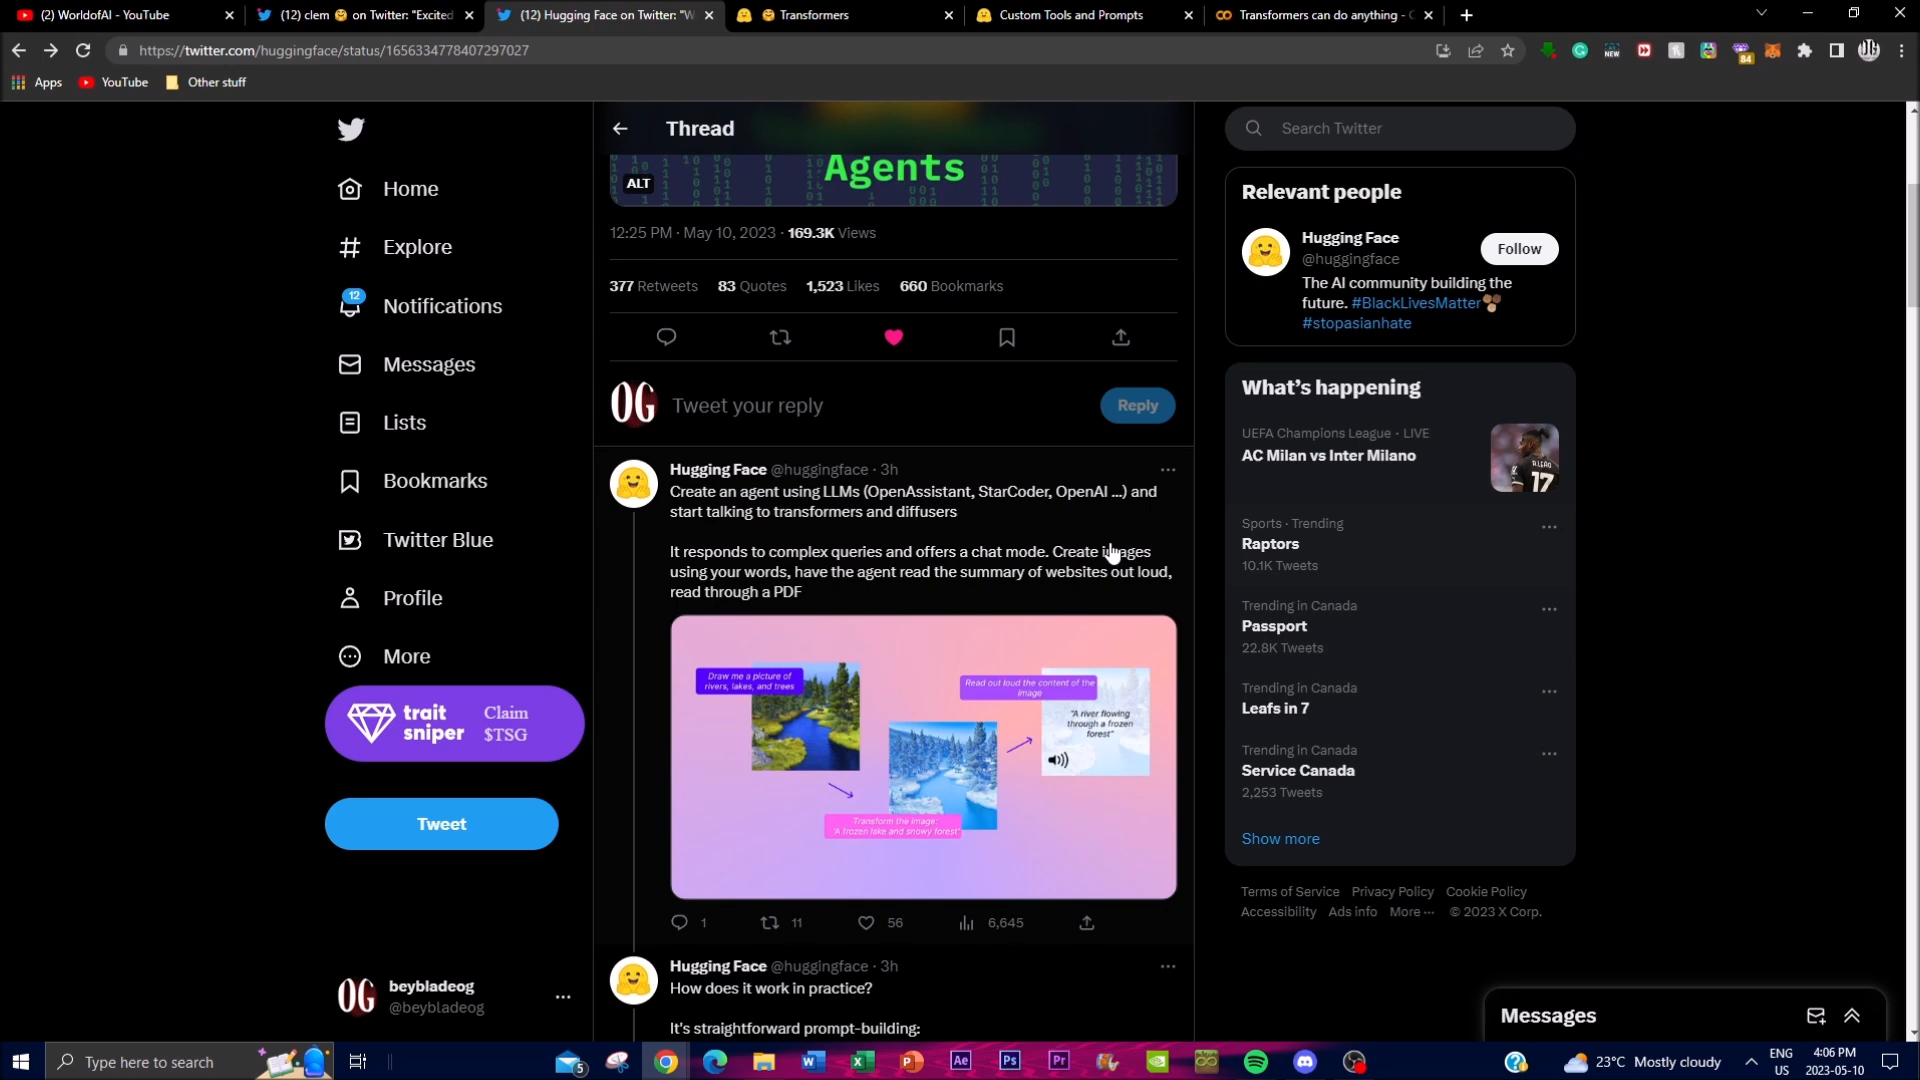 (2) WorldofAI - YouTube
(12) clem 🤗 on Twitter: "Excited
(12) Hugging Face on Twitter: "W
🤗 Transformers
Custom Tools and Prompts
Transformers can do anything - C
https://twitter.com/huggingface/status/1656334778407297027
NEW
84
Apps
YouTube
Other stuff
Thread
Agents
ALT
12:25 PM · May 10, 2023 · 169.3K Views
377 Retweets 83 Quotes 1,523 Likes 660 Bookmarks
OG
Tweet your reply
Reply
Home
Explore
12
Notifications
Messages
Lists
Bookmarks
Twitter Blue
Profile
More
trait sniper
Claim $TSG
Tweet
OG
beybladeog
@beybladeog
Hugging Face @huggingface · 3h
Create an agent using LLMs (OpenAssistant, StarCoder, OpenAI ...) and
start talking to transformers and diffusers
It responds to complex queries and offers a chat mode. Create images
using your words, have the agent read the summary of websites out loud,
read through a PDF
Draw me a picture of
rivers, lakes, and trees
Read out loud the content of the
image
"A river flowing
through a frozen
forest"
Transform the image:
"A frozen lake and snowy forest"
1 11 56 6,645
Hugging Face @huggingface · 3h
How does it work in practice?
It's straightforward prompt-building:
Search Twitter
Relevant people
Hugging Face
@huggingface
Follow
The AI community building the
future. #BlackLivesMatter
#stopasianhate
What's happening
UEFA Champions League · LIVE
AC Milan vs Inter Milano
17
Sports · Trending
Raptors
10.1K Tweets
Trending in Canada
Passport
22.8K Tweets
Trending in Canada
Leafs in 7
Trending in Canada
Service Canada
2,253 Tweets
Show more
Terms of Service Privacy Policy Cookie Policy
Accessibility Ads info More ··· © 2023 X Corp.
Messages
Type here to search
5
Ae
Ps
Pr
23°C Mostly cloudy
ENG
US
4:06 PM
2023-05-10